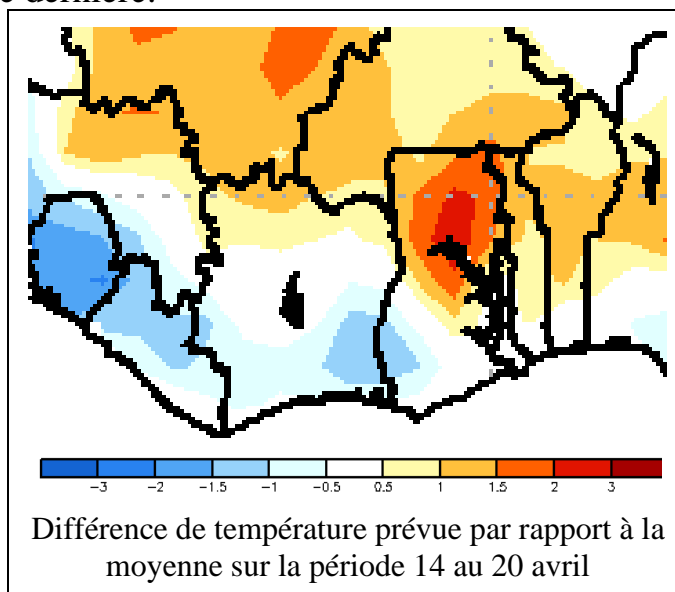 e dernière.
-3 -2 -1.5 -1 -0.5 0.5 1 1.5 2 3
Différence de température prévue par rapport à la
moyenne sur la période 14 au 20 avril